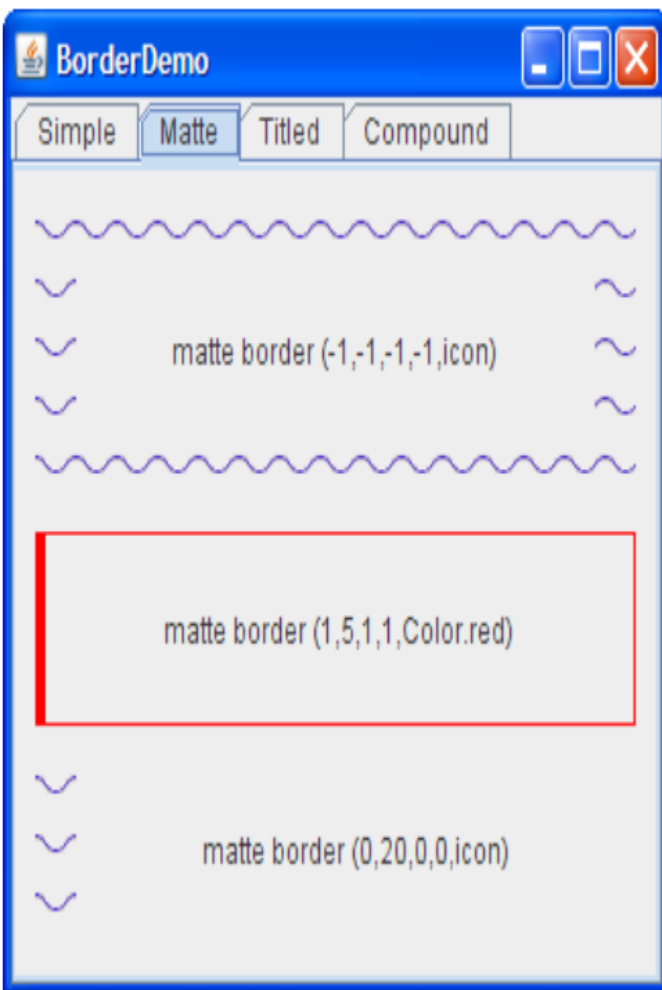 BorderDemo
Simple Matte Titled Compound
matte border (-1,-1,-1,-1,icon)
matte border (1,5,1,1,Color.red)
matte border (0,20,0,0,icon)